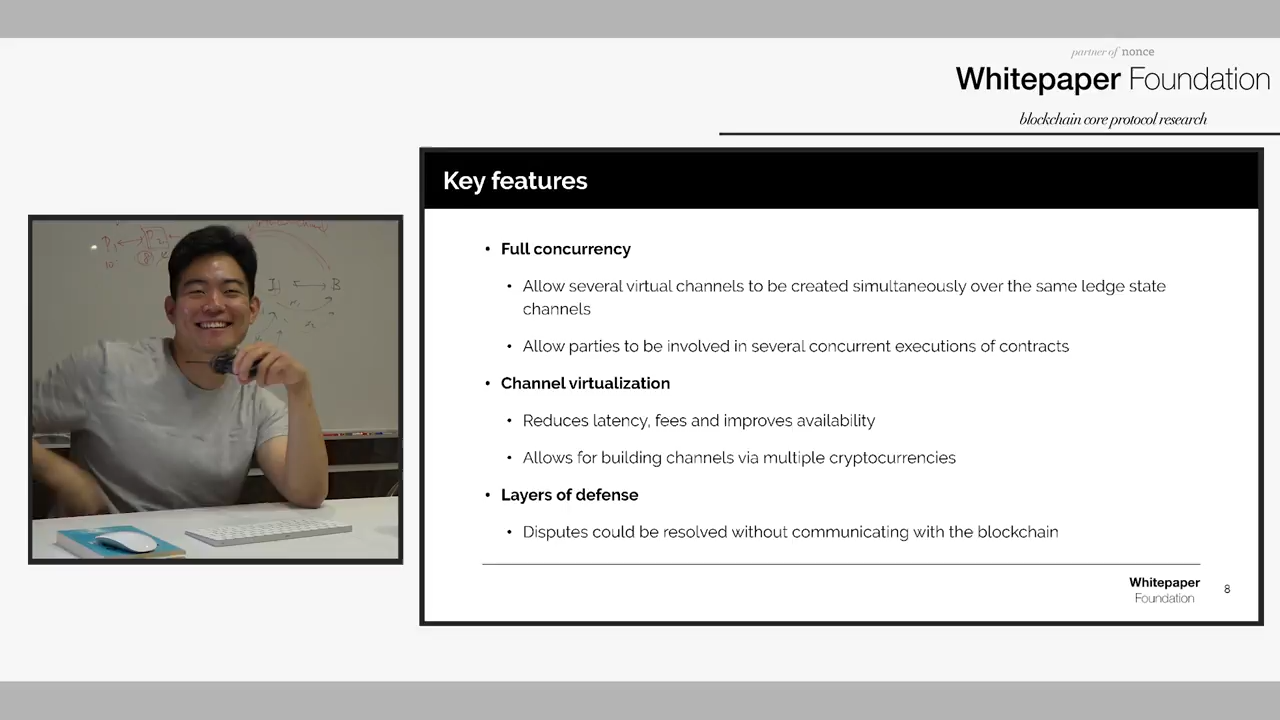 partner of nonce
Whitepaper Foundation
blockchain core protocol research
Key features
• Full concurrency
• Allow several virtual channels to be created simultaneously over the same ledge state
channels
• Allow parties to be involved in several concurrent executions of contracts
• Channel virtualization
• Reduces latency, fees and improves availability
• Allows for building channels via multiple cryptocurrencies
• Layers of defense
• Disputes could be resolved without communicating with the blockchain
Whitepaper
Foundation
8
P₁ P₂
I B